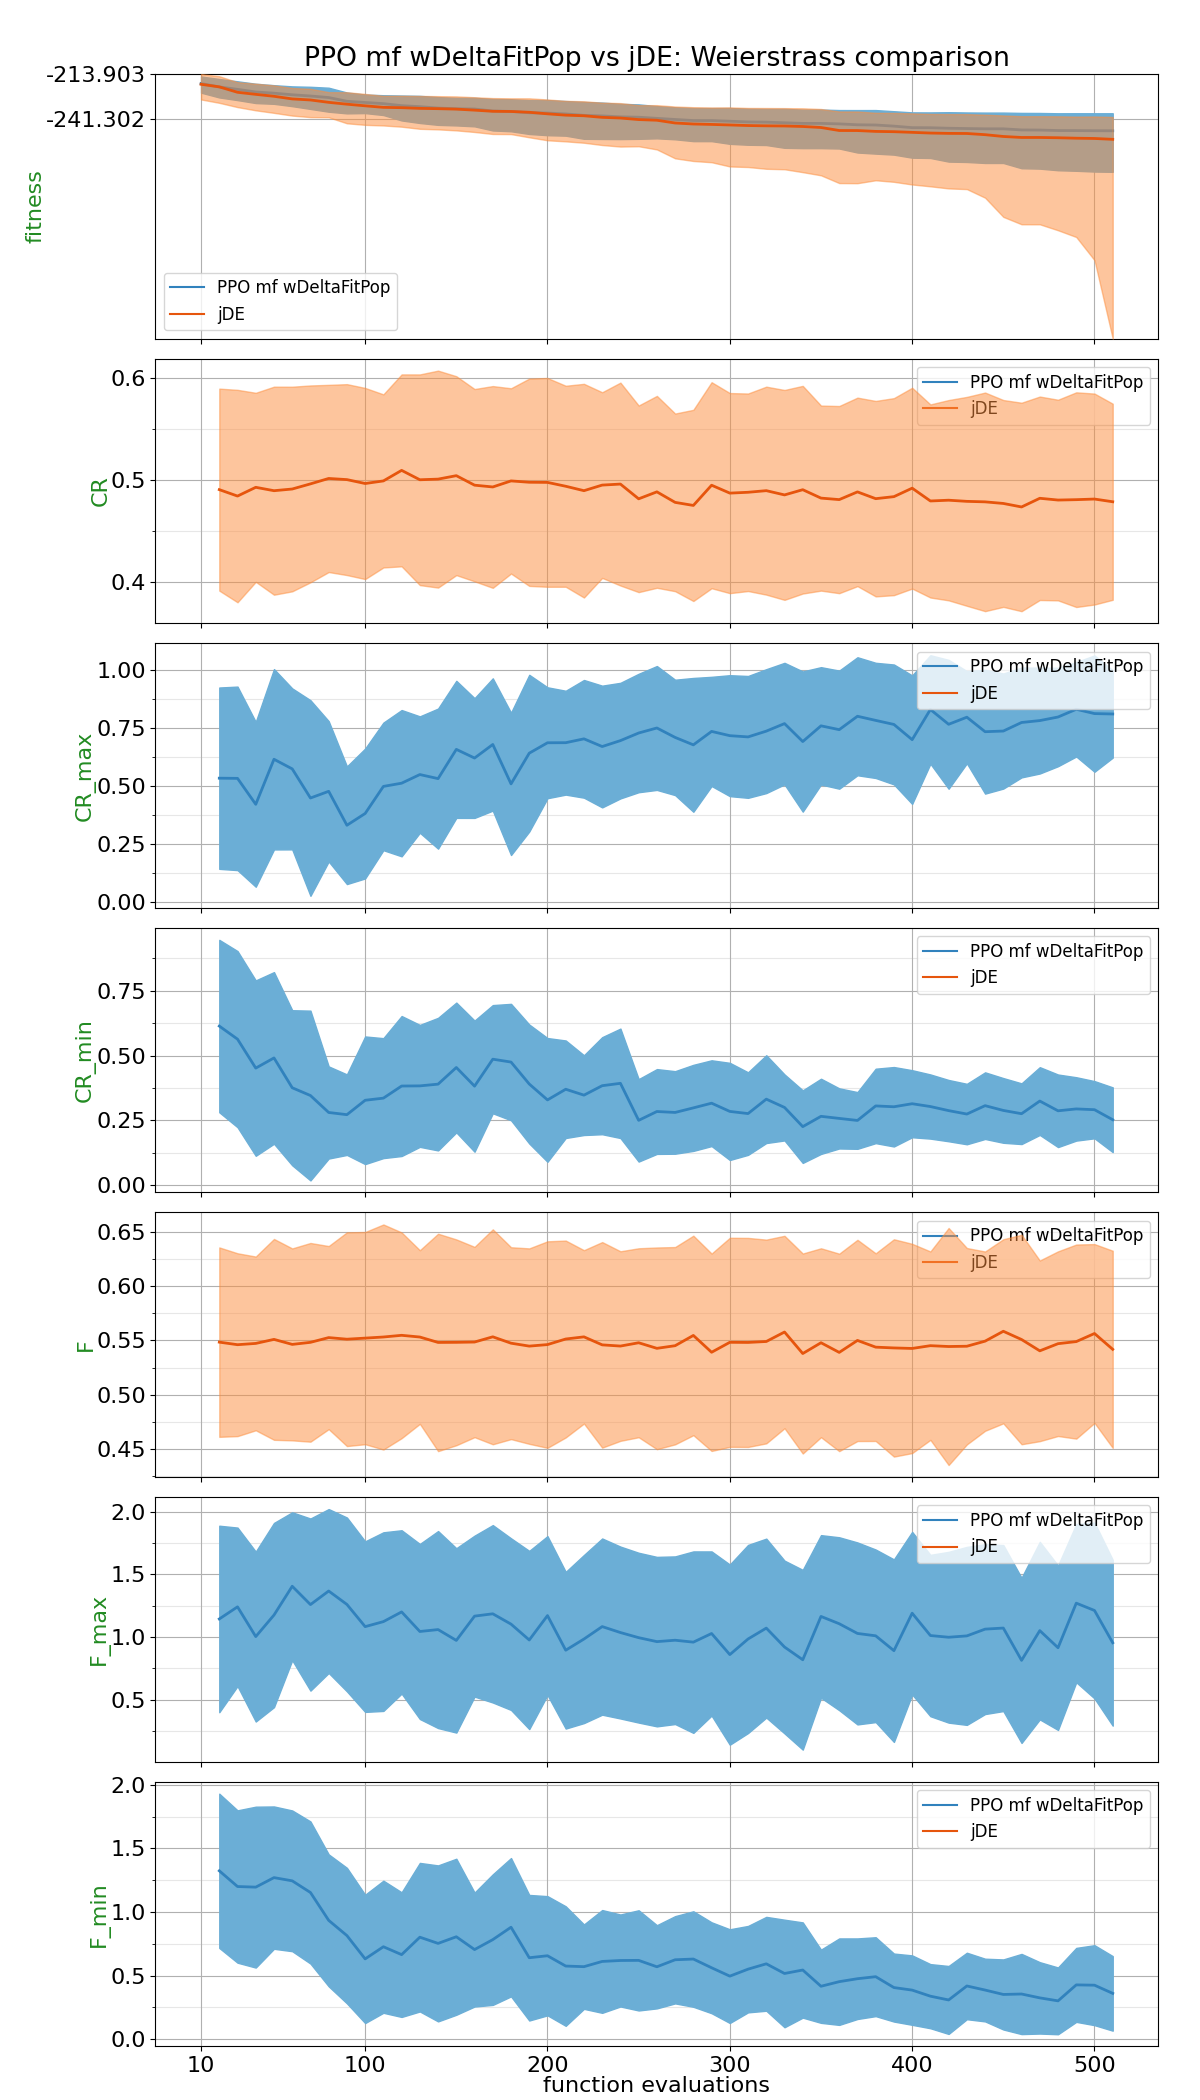 PPO mf wDeltaFitPop vs jDE: Weierstrass comparison
-213.903
-241.302
fitness
PPO mf wDeltaFitPop
jDE
0.6
0.5
0.4
CR
PPO mf wDeltaFitPop
jDE
1.00
0.75
0.50
0.25
0.00
CR_max
PPO mf wDeltaFitPop
jDE
0.75
0.50
0.25
0.00
CR_min
PPO mf wDeltaFitPop
jDE
0.65
0.60
0.55
0.50
0.45
F
PPO mf wDeltaFitPop
jDE
2.0
1.5
1.0
0.5
F_max
PPO mf wDeltaFitPop
jDE
2.0
1.5
1.0
0.5
0.0
F_min
PPO mf wDeltaFitPop
jDE
10 100 200 300 400 500
function evaluations